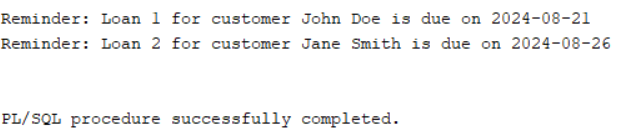 Reminder: Loan 1 for customer John Doe is due on 2024-08-21
Reminder: Loan 2 for customer Jane Smith is due on 2024-08-26
PL/SQL procedure successfully completed.